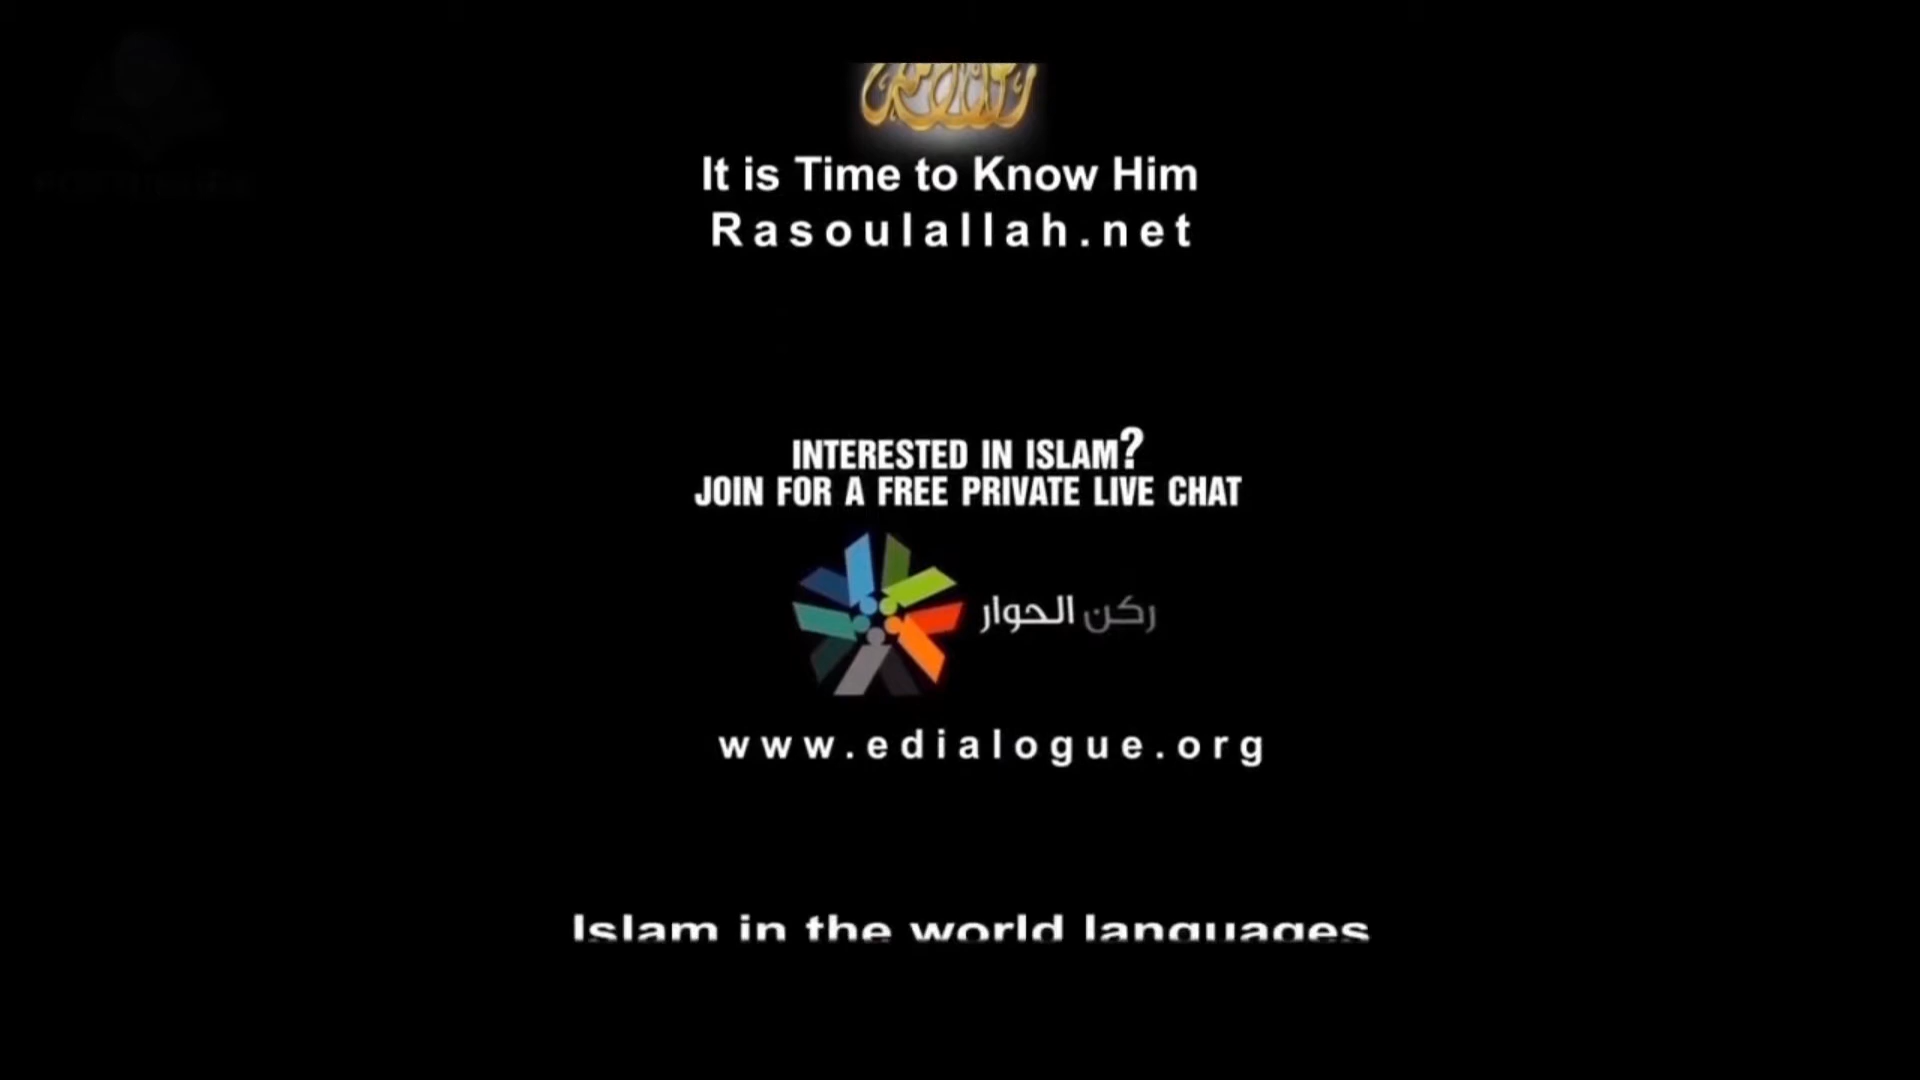 It is Time to Know Him
Rasoulallah.net
INTERESTED IN ISLAM?
JOIN FOR A FREE PRIVATE LIVE CHAT
ركن الحوار
www.edialogue.org
Islam in the world languages